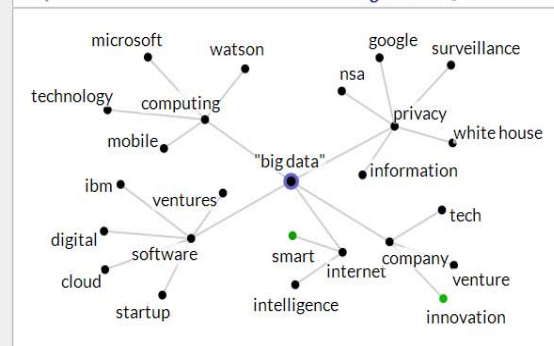 microsoft
watson
technology
computing
mobile
google
surveillance
nsa
privacy
white house
information
"big data"
ibm
ventures
digital
software
cloud
startup
smart
internet
intelligence
tech
company
venture
innovation